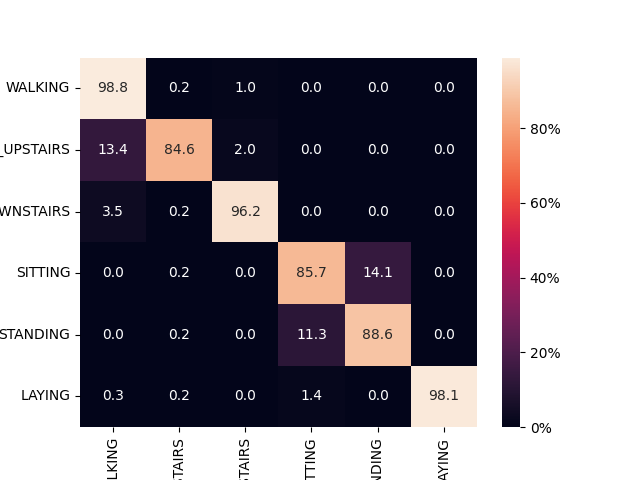 WALKING 98.8 0.2 1.0 0.0 0.0 0.0
_UPSTAIRS 13.4 84.6 2.0 0.0 0.0 0.0
WNSTAIRS 3.5 0.2 96.2 0.0 0.0 0.0
SITTING 0.0 0.2 0.0 85.7 14.1 0.0
STANDING 0.0 0.2 0.0 11.3 88.6 0.0
LAYING 0.3 0.2 0.0 1.4 0.0 98.1
LKING
STAIRS
STAIRS
TTING
NDING
AYING
80%
60%
40%
20%
0%